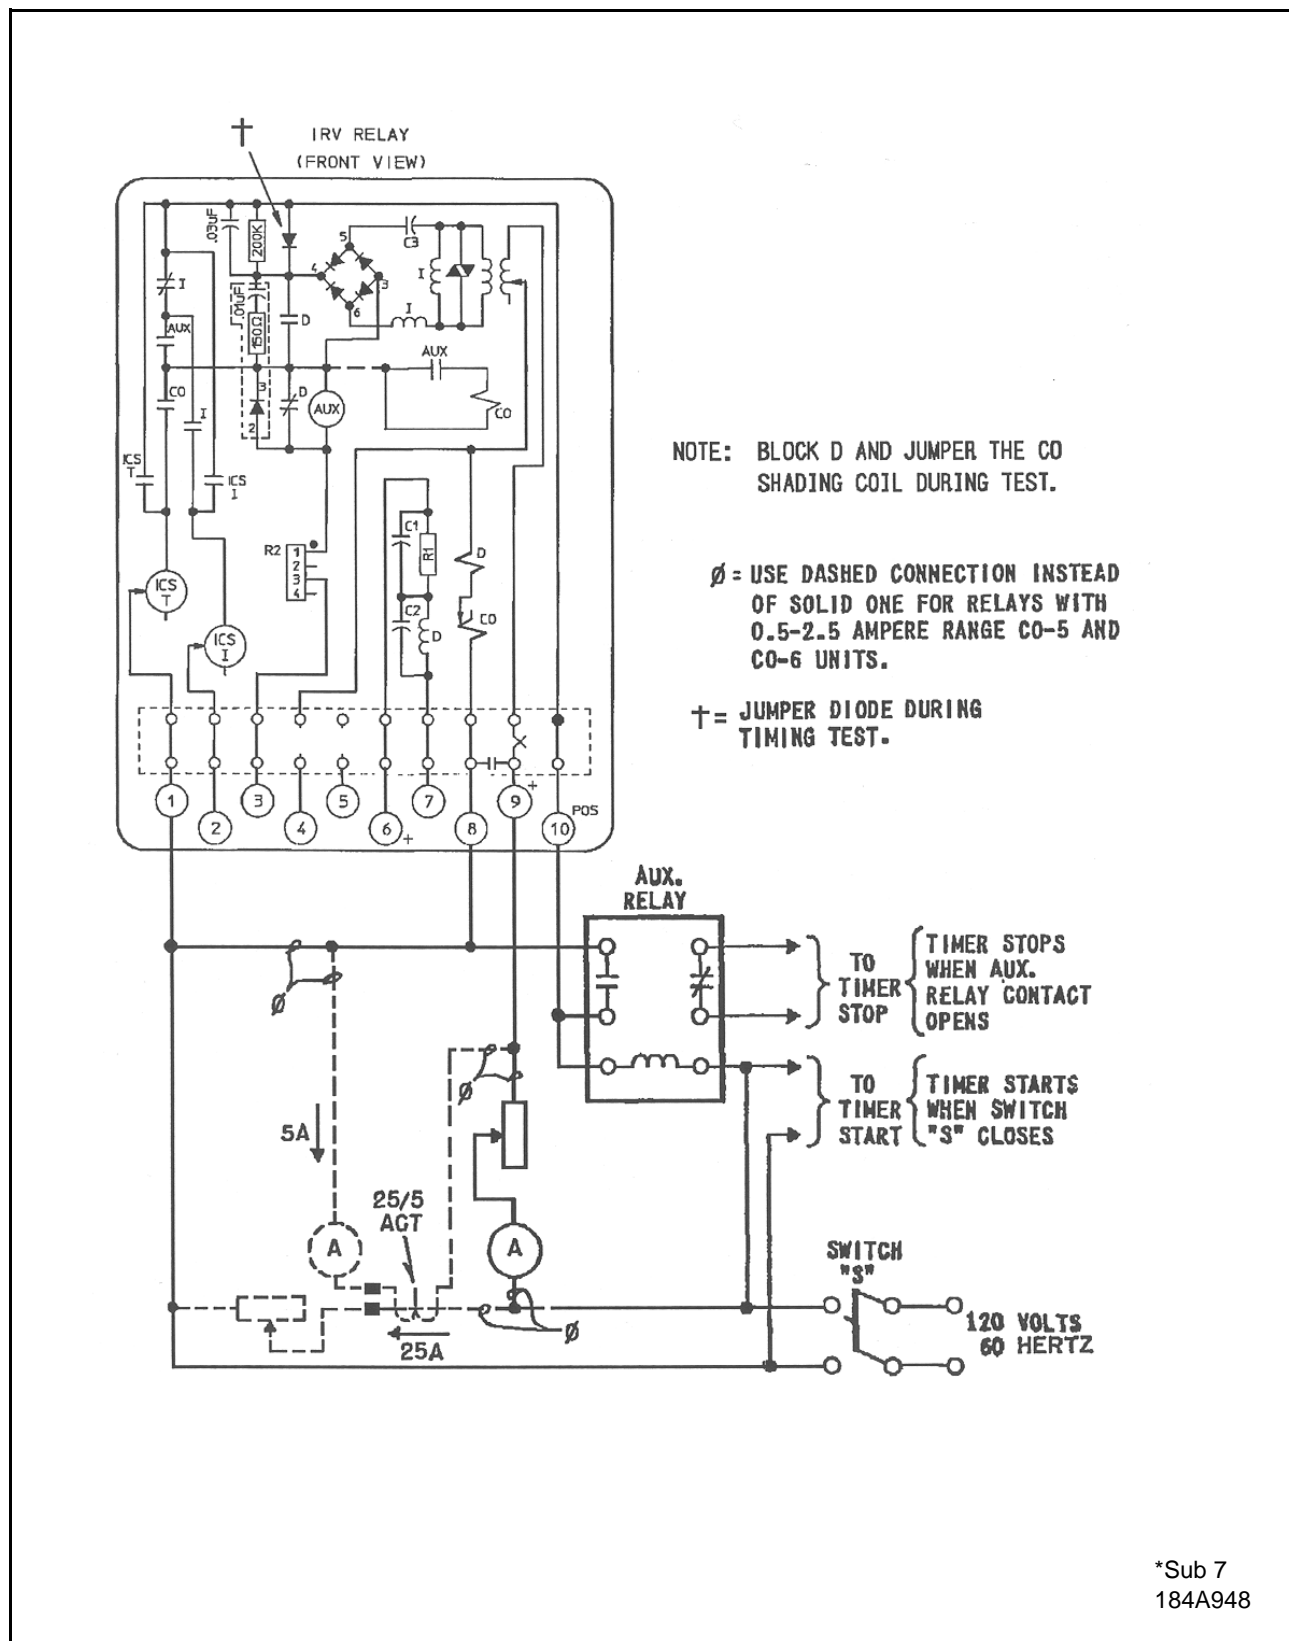 †
IRV RELAY
(FRONT VIEW)
.03uF
200K
5
C3
4
3
6
I
I
I
AUX
.01uF
150Ω
D
AUX
CO
3
D
AUX
CO
I
2
ICS
T
ICS
I
R2
1
2
3
4
C1
R1
C2
D
D
CO
ICS
T
ICS
I
1
2
3
4
5
6
+
7
8
9
+
10
POS
NOTE: BLOCK D AND JUMPER THE CO
SHADING COIL DURING TEST.
Ø = USE DASHED CONNECTION INSTEAD
OF SOLID ONE FOR RELAYS WITH
0.5-2.5 AMPERE RANGE CO-5 AND
CO-6 UNITS.
† = JUMPER DIODE DURING
TIMING TEST.
AUX.
RELAY
TO
TIMER
STOP
TIMER STOPS
WHEN AUX.
RELAY CONTACT
OPENS
TO
TIMER
START
TIMER STARTS
WHEN SWITCH
"S" CLOSES
Ø
Ø
5A
25/5
ACT
A
A
25A
Ø
SWITCH
"S"
120 VOLTS
60 HERTZ
*Sub 7
184A948